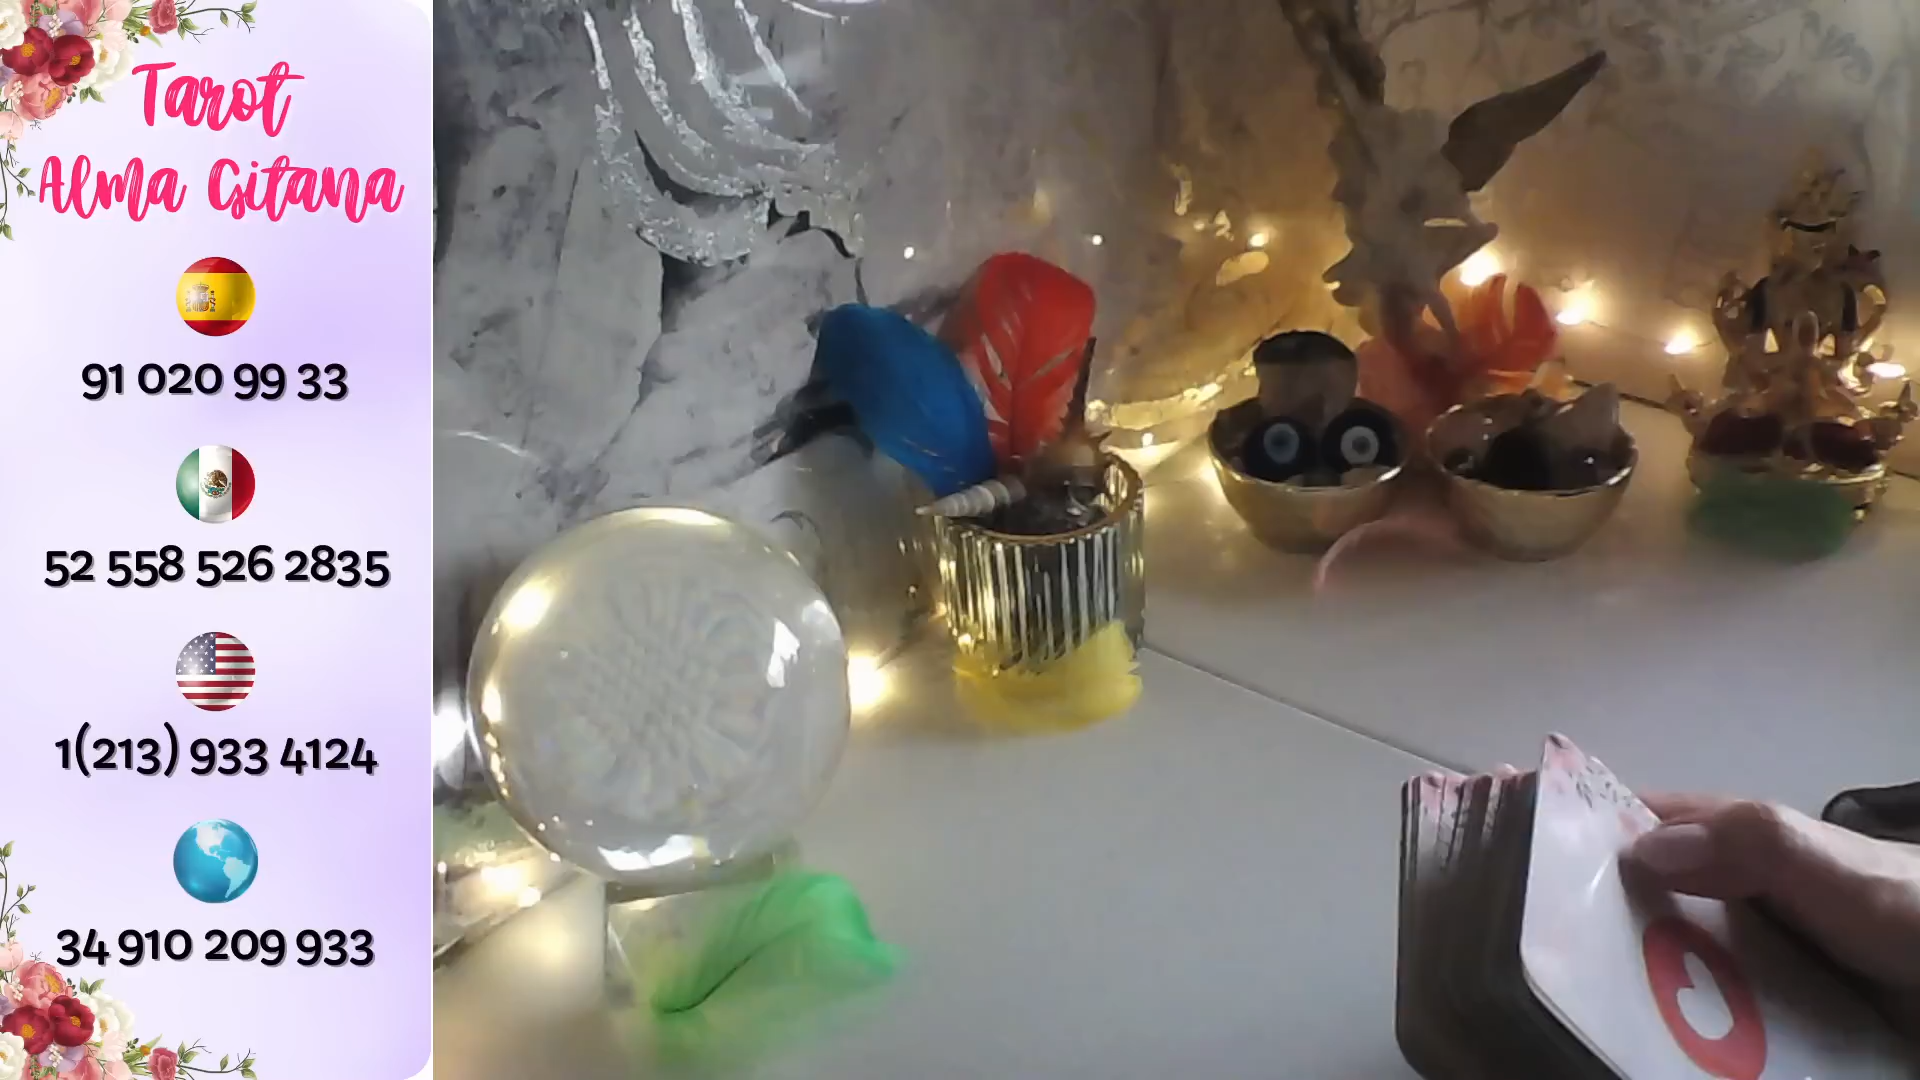 Tarot
Alma Gitana
91 020 99 33
52 558 526 2835
1(213) 933 4124
34 910 209 933